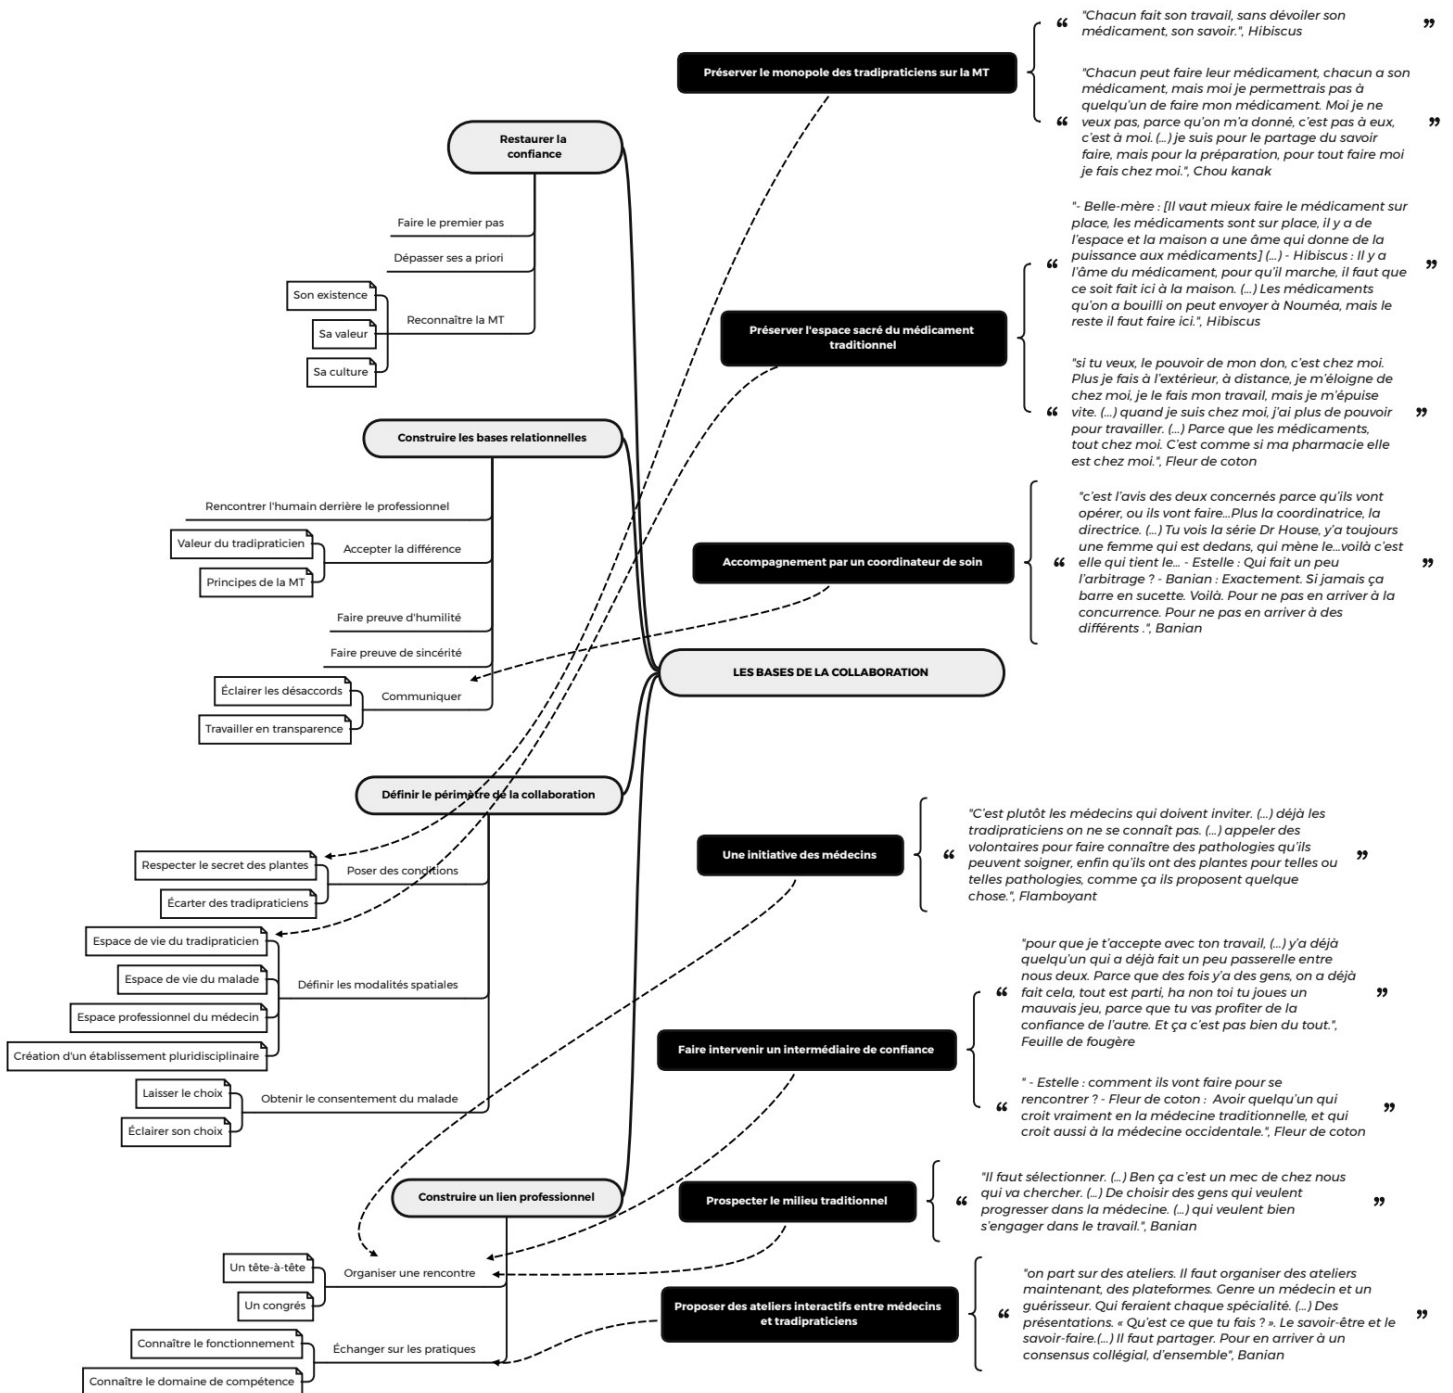 Restaurer la
confiance
Faire le premier pas
Dépasser ses a priori
Reconnaître la MT
Son existence
Sa valeur
Sa culture
Construire les bases relationnelles
Rencontrer l'humain derrière le professionnel
Accepter la différence
Valeur du tradipraticien
Principes de la MT
Faire preuve d'humilité
Faire preuve de sincérité
Communiquer
Éclairer les désaccords
Travailler en transparence
LES BASES DE LA COLLABORATION
Définir le périmètre de la collaboration
Poser des conditions
Respecter le secret des plantes
Écarter des tradipraticiens
Définir les modalités spatiales
Espace de vie du tradipraticien
Espace de vie du malade
Espace professionnel du médecin
Création d'un établissement pluridisciplinaire
Obtenir le consentement du malade
Laisser le choix
Éclairer son choix
Construire un lien professionnel
Organiser une rencontre
Un tête-à-tête
Un congrés
Échanger sur les pratiques
Connaître le fonctionnement
Connaître le domaine de compétence
Préserver le monopole des tradipraticiens sur la MT
“ "Chacun fait son travail, sans dévoiler son
médicament, son savoir.", Hibiscus ”
"Chacun peut faire leur médicament, chacun a son
médicament, mais moi je permettrais pas à
quelqu'un de faire mon médicament. Moi je ne
“ veux pas, parce qu'on m'a donné, c'est pas à eux, ”
c'est à moi. (...) je suis pour le partage du savoir
faire, mais pour la préparation, pour tout faire moi
je fais chez moi.", Chou kanak
Préserver l'espace sacré du médicament
traditionnel
"- Belle-mère : [Il vaut mieux faire le médicament sur
place, les médicaments sont sur place, il y a de
l'espace et la maison a une âme qui donne de la
“ puissance aux médicaments] (...) - Hibiscus : Il y a ”
l'âme du médicament, pour qu'il marche, il faut que
ce soit fait ici à la maison. (...) Les médicaments
qu'on a bouilli on peut envoyer à Nouméa, mais le
reste il faut faire ici.", Hibiscus
"si tu veux, le pouvoir de mon don, c'est chez moi.
Plus je fais à l'extérieur, à distance, je m'éloigne de
chez moi, je le fais mon travail, mais je m'épuise
“ vite. (...) quand je suis chez moi, j'ai plus de pouvoir ”
pour travailler. (...) Parce que les médicaments,
tout chez moi. C'est comme si ma pharmacie elle
est chez moi.", Fleur de coton
Accompagnement par un coordinateur de soin
"c'est l'avis des deux concernés parce qu'ils vont
opérer, ou ils vont faire...Plus la coordinatrice, la
directrice. (...) Tu vois la série Dr House, y'a toujours
une femme qui est dedans, qui mène le...voilà c'est
“ elle qui tient le... - Estelle : Qui fait un peu ”
l'arbitrage ? - Banian : Exactement. Si jamais ça
barre en sucette. Voilà. Pour ne pas en arriver à la
concurrence. Pour ne pas en arriver à des
différents .", Banian
Une initiative des médecins
"C'est plutôt les médecins qui doivent inviter. (...) déjà les
tradipraticiens on ne se connaît pas. (...) appeler des
“ volontaires pour faire connaître des pathologies qu'ils ”
peuvent soigner, enfin qu'ils ont des plantes pour telles ou
telles pathologies, comme ça ils proposent quelque
chose.", Flamboyant
Faire intervenir un intermédiaire de confiance
"pour que je t'accepte avec ton travail, (...) y'a déjà
quelqu'un qui a déjà fait un peu passerelle entre
nous deux. Parce que des fois y'a des gens, on a déjà
“ fait cela, tout est parti, ha non toi tu joues un ”
mauvais jeu, parce que tu vas profiter de la
confiance de l'autre. Et ça c'est pas bien du tout.",
Feuille de fougère
" - Estelle : comment ils vont faire pour se
rencontrer ? - Fleur de coton : Avoir quelqu'un qui
“ croit vraiment en la médecine traditionnelle, et qui ”
croit aussi à la médecine occidentale.", Fleur de coton
Prospecter le milieu traditionnel
"Il faut sélectionner. (...) Ben ça c'est un mec de chez nous
“ qui va chercher. (...) De choisir des gens qui veulent ”
progresser dans la médecine. (...) qui veulent bien
s'engager dans le travail.", Banian
Proposer des ateliers interactifs entre médecins
et tradipraticiens
"on part sur des ateliers. Il faut organiser des ateliers
maintenant, des plateformes. Genre un médecin et un
guérisseur. Qui feraient chaque spécialité. (...) Des
“ présentations. « Qu'est ce que tu fais ? ». Le savoir-être et le ”
savoir-faire.(...) Il faut partager. Pour en arriver à un
consensus collégial, d'ensemble", Banian